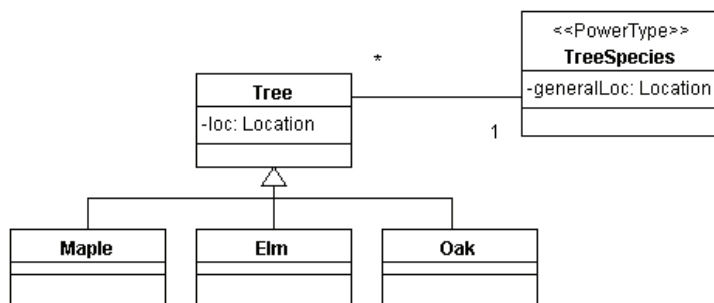 <<PowerType>>
TreeSpecies
-generalLoc: Location
*
1
Tree
-loc: Location
Maple
Elm
Oak